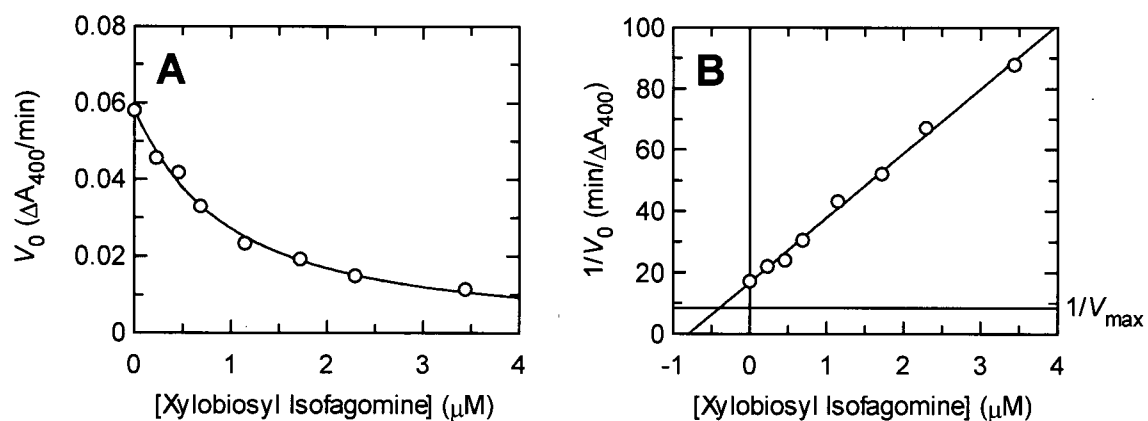 A
0.08
0.06
0.04
0.02
0
0 1 2 3 4
V0 (ΔA400/min)
[Xylobiosyl Isofagomine] (μM)
B
100
80
60
40
20
0
-1 0 1 2 3 4
1/V0 (min/ΔA400)
1/Vmax
[Xylobiosyl Isofagomine] (μM)